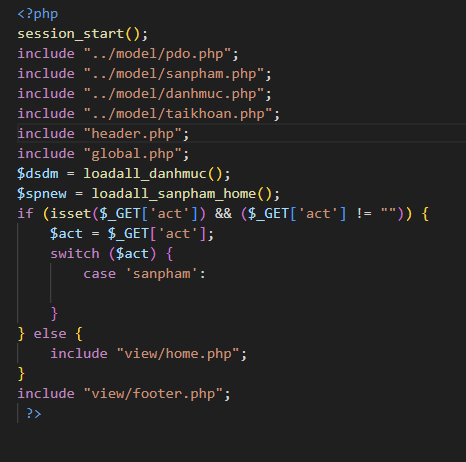 <?php
session_start();
include "../model/pdo.php";
include "../model/sanpham.php";
include "../model/danhmuc.php";
include "../model/taikhoan.php";
include "header.php";
include "global.php";
$dsdm = loadall_danhmuc();
$spnew = loadall_sanpham_home();
if (isset($_GET['act']) && ($_GET['act'] != "")) {
    $act = $_GET['act'];
    switch ($act) {
        case 'sanpham':
    }
} else {
    include "view/home.php";
}
include "view/footer.php";
 ?>